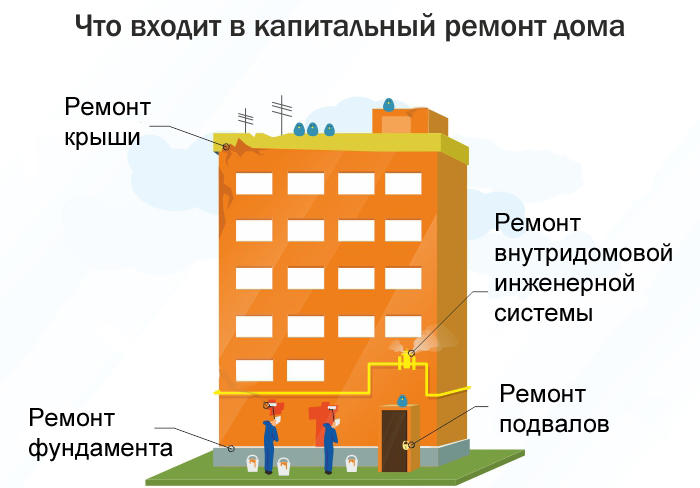 Что входит в капитальный ремонт дома
Ремонт
крыши
Ремонт
внутридомовой
инженерной
системы
Ремонт
подвалов
Ремонт
фундамента